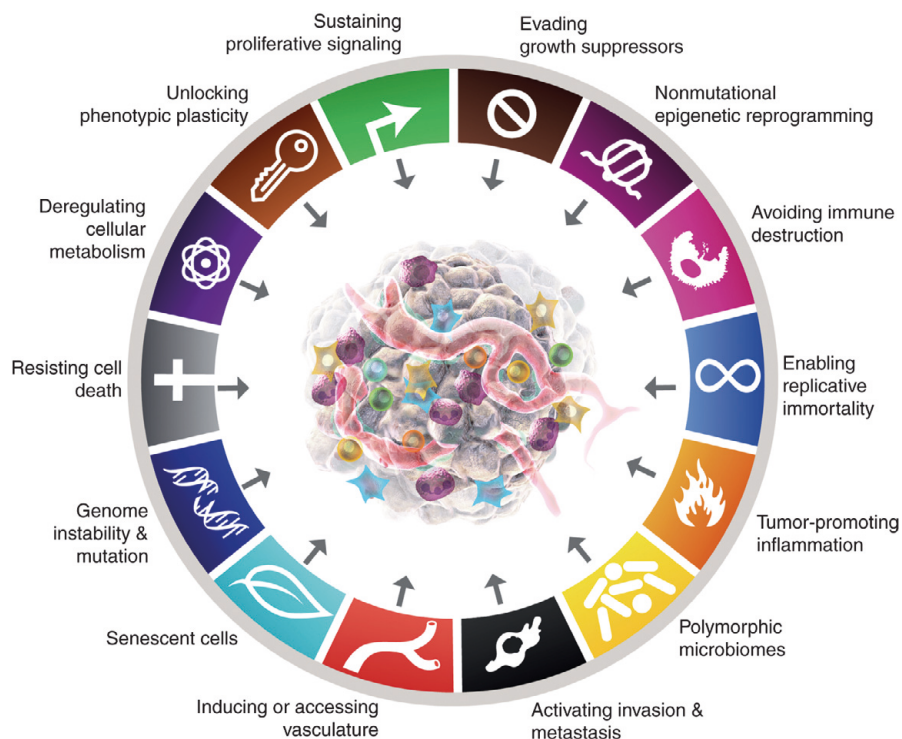 Sustaining
proliferative signaling
Evading
growth suppressors
Unlocking
phenotypic plasticity
Nonmutational
epigenetic reprogramming
Deregulating
cellular
metabolism
Avoiding immune
destruction
Resisting cell
death
Enabling
replicative
immortality
Genome
instability &
mutation
Tumor-promoting
inflammation
Senescent cells
Polymorphic
microbiomes
Inducing or accessing
vasculature
Activating invasion &
metastasis